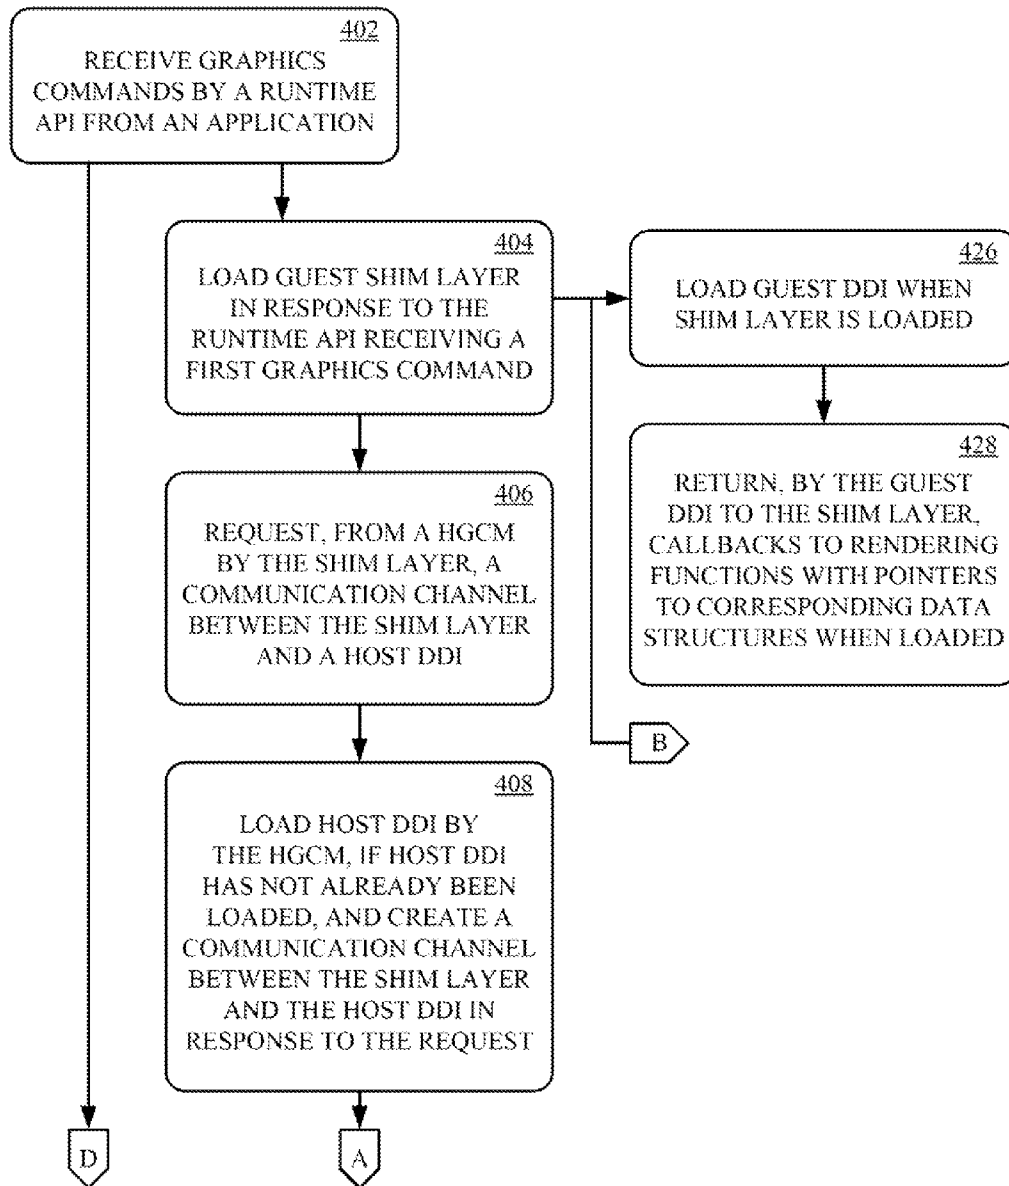 402
RECEIVE GRAPHICS
COMMANDS BY A RUNTIME
API FROM AN APPLICATION
404
LOAD GUEST SHIM LAYER
IN RESPONSE TO THE
RUNTIME API RECEIVING A
FIRST GRAPHICS COMMAND
426
LOAD GUEST DDI WHEN
SHIM LAYER IS LOADED
406
REQUEST, FROM A HGCM
BY THE SHIM LAYER, A
COMMUNICATION CHANNEL
BETWEEN THE SHIM LAYER
AND A HOST DDI
428
RETURN, BY THE GUEST
DDI TO THE SHIM LAYER,
CALLBACKS TO RENDERING
FUNCTIONS WITH POINTERS
TO CORRESPONDING DATA
STRUCTURES WHEN LOADED
B
408
LOAD HOST DDI BY
THE HGCM, IF HOST DDI
HAS NOT ALREADY BEEN
LOADED, AND CREATE A
COMMUNICATION CHANNEL
BETWEEN THE SHIM LAYER
AND THE HOST DDI IN
RESPONSE TO THE REQUEST
D
A